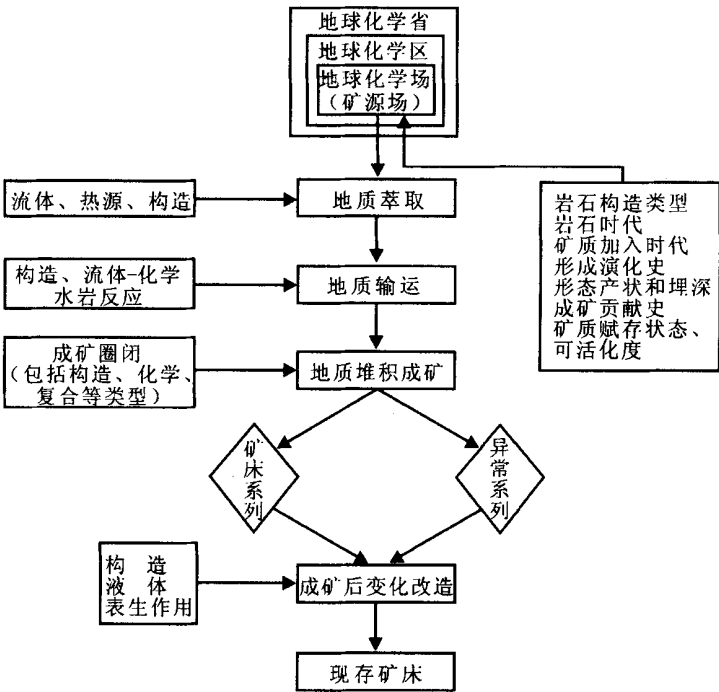 地球化学省
地球化学区
地球化学场
（矿源场）
流体、热源、构造
地质萃取
岩石构造类型
岩石时代
矿质加入时代
形成演化史
形态产状和埋深
成矿贡献史
矿质赋存状态、
可活化度
构造、流体-化学
水岩反应
地质输运
成矿圈闭
（包括构造、化学、
复合等类型）
地质堆积成矿
矿床系列
异常系列
构造
液体
表生作用
成矿后变化改造
现存矿床